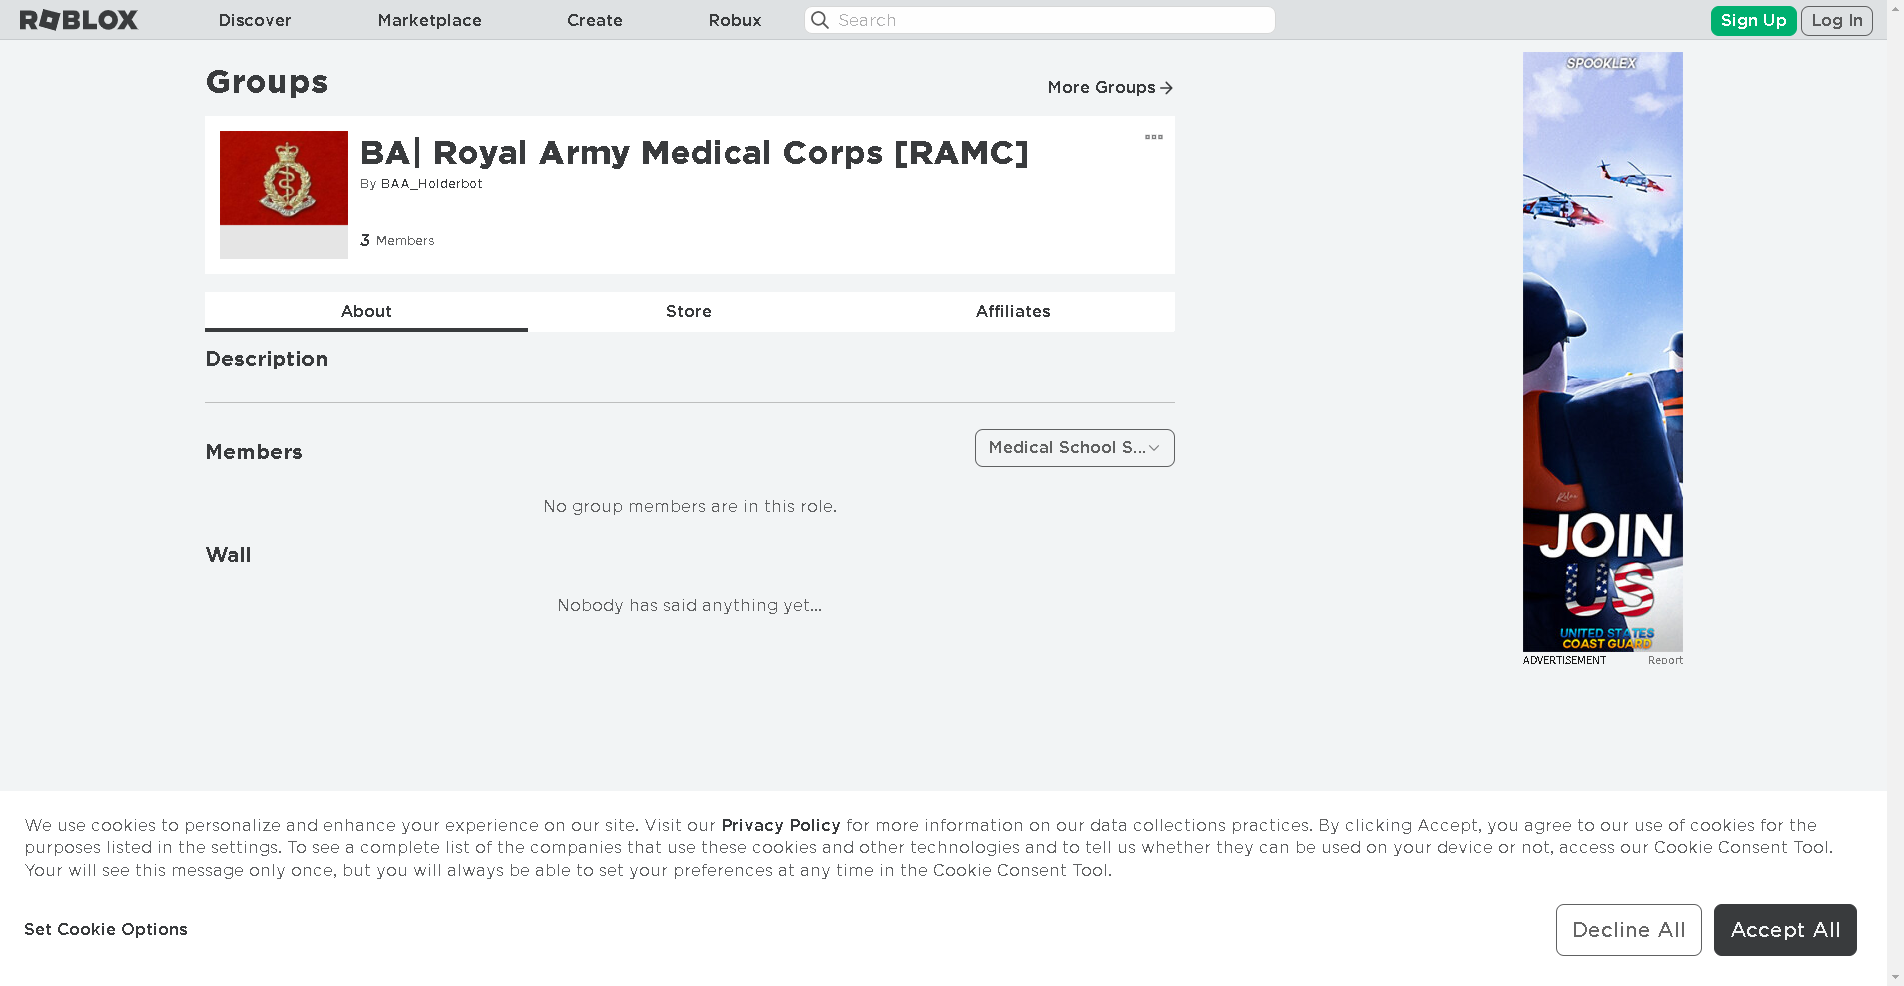 ROBLOX
Discover
Marketplace
Create
Robux
Search
Sign Up
Log In
Groups
More Groups
BA| Royal Army Medical Corps [RAMC]
By BAA_Holderbot
3 Members
About
Store
Affiliates
Description
Members
Medical School S...
No group members are in this role.
Wall
Nobody has said anything yet...
SPOOKLEX
JOIN
US
UNITED STATES
COAST GUARD
ADVERTISEMENT
Report
We use cookies to personalize and enhance your experience on our site. Visit our Privacy Policy for more information on our data collections practices. By clicking Accept, you agree to our use of cookies for the
purposes listed in the settings. To see a complete list of the companies that use these cookies and other technologies and to tell us whether they can be used on your device or not, access our Cookie Consent Tool.
Your will see this message only once, but you will always be able to set your preferences at any time in the Cookie Consent Tool.
Set Cookie Options
Decline All
Accept All